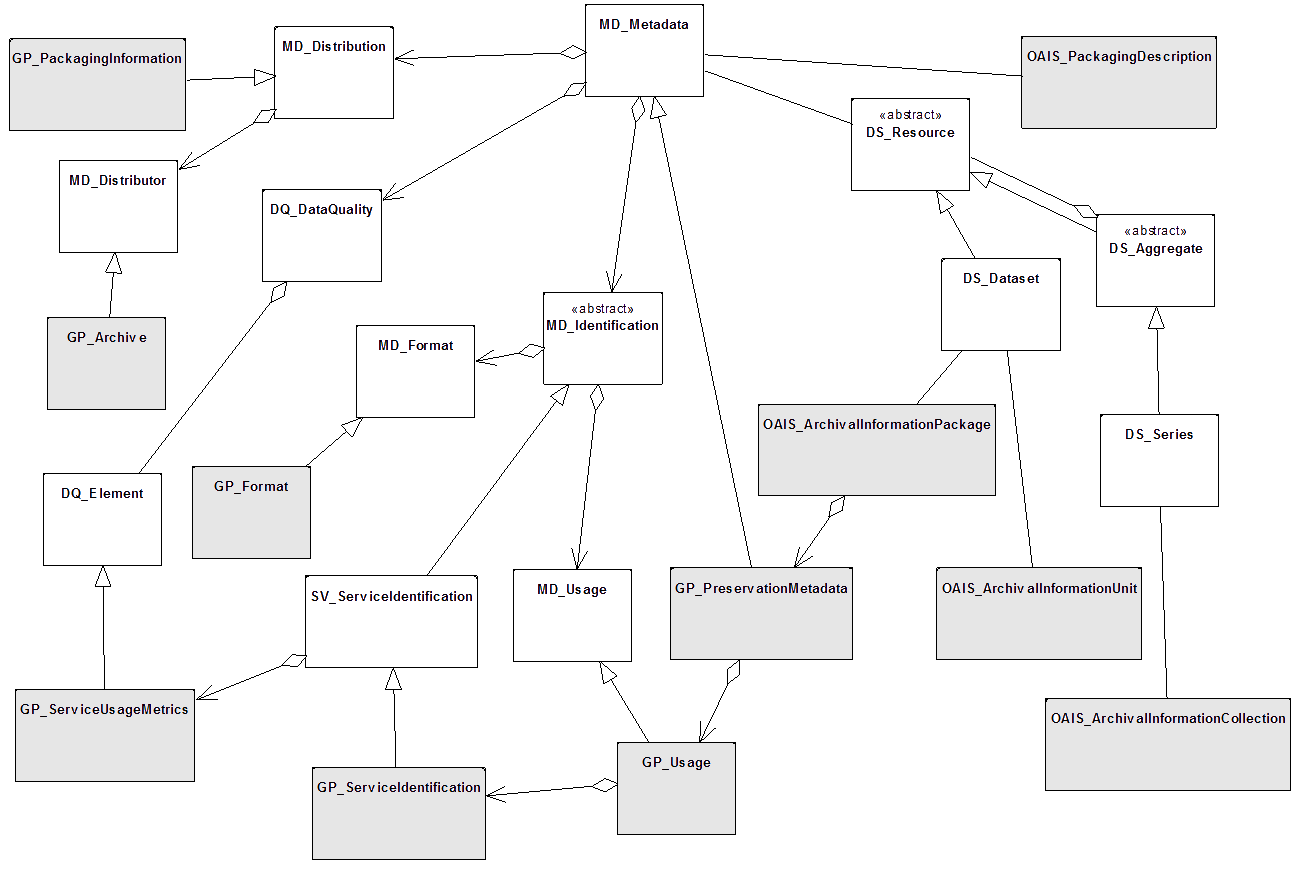 MD_Metadata
MD_Distribution
GP_PackagingInformation
OAIS_PackagingDescription
«abstract»
DS_Resource
MD_Distributor
DQ_DataQuality
«abstract»
DS_Aggregate
DS_Dataset
«abstract»
MD_Identification
GP_Archive
MD_Format
OAIS_ArchivalInformationPackage
DS_Series
GP_Format
DQ_Element
SV_ServiceIdentification
MD_Usage
GP_PreservationMetadata
OAIS_ArchivalInformationUnit
GP_ServiceUsageMetrics
OAIS_ArchivalInformationCollection
GP_Usage
GP_ServiceIdentification